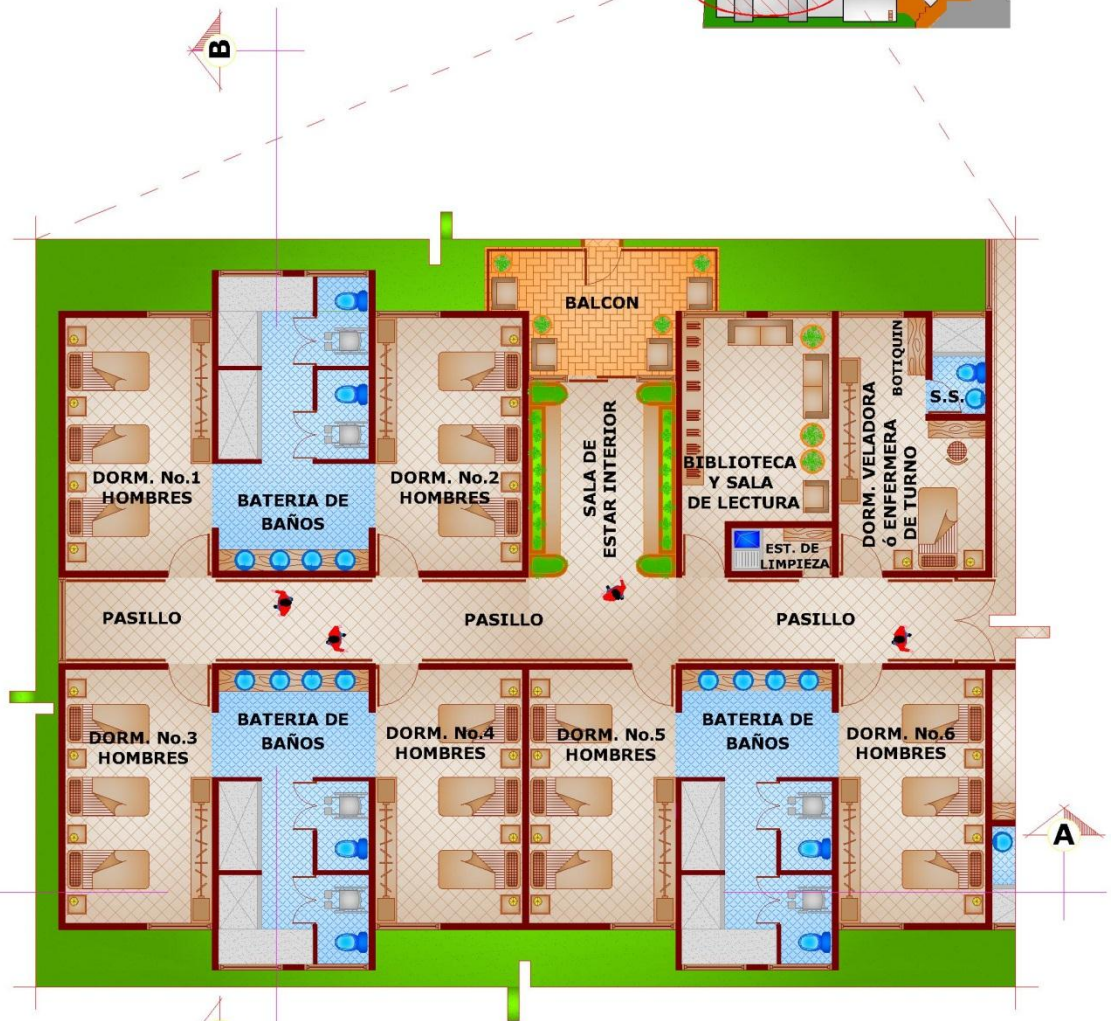 B
BALCON
DORM. No.1
HOMBRES
BATERIA DE
BAÑOS
DORM. No.2
HOMBRES
SALA DE
ESTAR INTERIOR
BIBLIOTECA
Y SALA
DE LECTURA
EST. DE
LIMPIEZA
DORM. VELADORA
ó ENFERMERA
DE TURNO
BOTIQUIN
S.S.
PASILLO
PASILLO
PASILLO
DORM. No.3
HOMBRES
BATERIA DE
BAÑOS
DORM. No.4
HOMBRES
DORM. No.5
HOMBRES
BATERIA DE
BAÑOS
DORM. No.6
HOMBRES
A